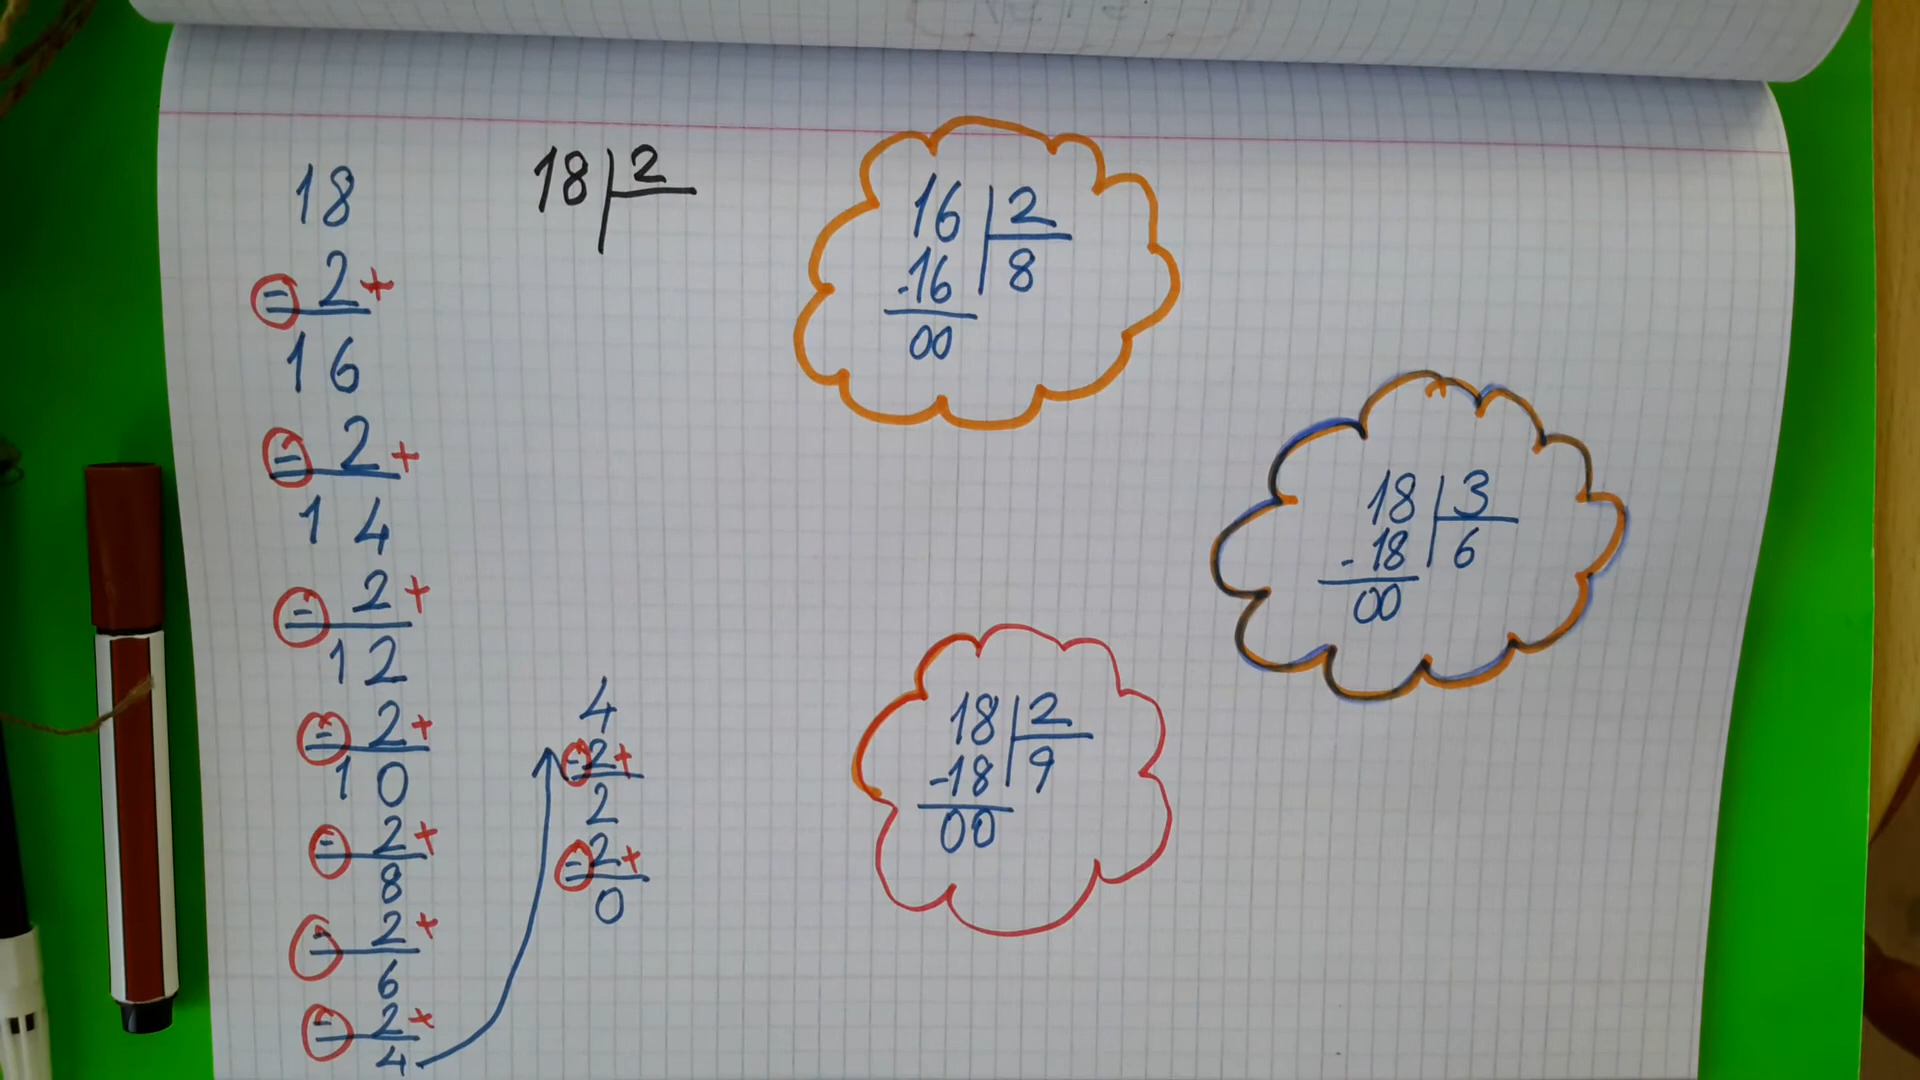 18
- 2 +
16
- 2 +
14
- 2 +
12
- 2 +
10
- 2 +
8
- 2 +
6
- 2 +
4
4
- 2 +
2
- 2 +
0
18 | 2
16 | 2
-16 | 8
00
18 | 3
- 18 | 6
00
18 | 2
-18 | 9
00